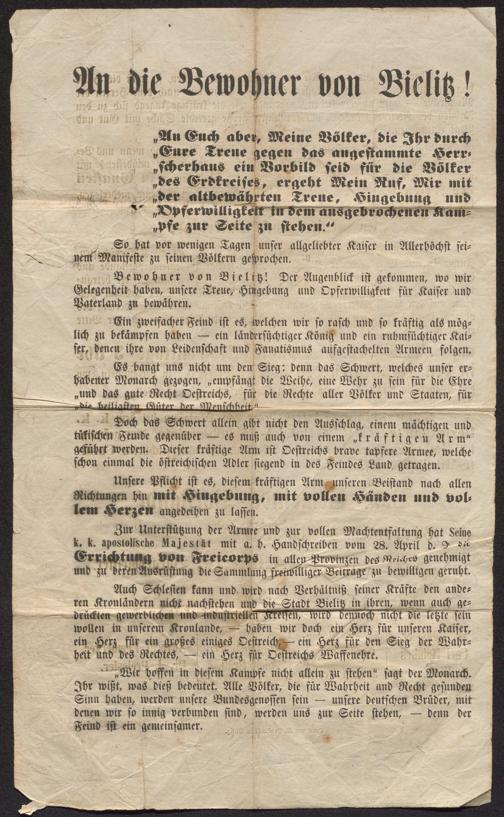 An die Bewohner von Bielitz!
„An Euch aber, Meine Völker, die Ihr durch
„Eure Treue gegen das angestammte Herr-
„scherhaus ein Vorbild seid für die Völker
„des Erdkreises, ergeht Mein Ruf, Mir mit
„der altbewährten Treue, Hingebung und
„Opferwilligkeit in dem ausgebrochenen Kam-
„pfe zur Seite zu stehen.“
So hat vor wenigen Tagen unser allgeliebter Kaiser in Allerhöchst sei-
nem Manifeste zu seinen Völkern gesprochen.
Bewohner von Bielitz! Der Augenblick ist gekommen, wo wir
Gelegenheit haben, unsere Treue, Hingebung und Opferwilligkeit für Kaiser und
Vaterland zu bewähren.
Ein zweifacher Feind ist es, welchen wir so rasch und so kräftig als mög-
lich zu bekämpfen haben — ein ländersüchtiger König und ein ruhmsüchtiger Kai-
ser, denen ihre von Leidenschaft und Fanatismus aufgestachelten Armeen folgen.
Es bangt uns nicht um den Sieg: denn das Schwert, welches unser er-
habener Monarch gezogen, „empfängt die Weihe, eine Wehr zu sein für die Ehre
„und das gute Recht Oestreichs, für die Rechte aller Völker und Staaten, für
„die heiligsten Güter der Menschheit“
Doch das Schwert allein gibt nicht den Ausschlag, einem mächtigen und
tückischen Feinde gegenüber — es muß auch von einem „kräftigen Arm“
geführt werden. Dieser kräftige Arm ist Oestreichs brave tapfere Armee, welche
schon einmal die östreichischen Adler siegend in des Feindes Land getragen.
Unsere Pflicht ist es, diesem kräftigen Arm unseren Beistand nach allen
Richtungen hin mit Hingebung, mit vollen Händen und vol-
lem Herzen angedeihen zu lassen.
Zur Unterstützung der Armee und zur vollen Machtentfaltung hat Seine
k. k. apostolische Majestät mit a. h. Handschreiben vom 28. April d. J. die
Errichtung von Freicorps in allen Provinzen des Reiches genehmigt
und zu deren Ausrüstung die Sammlung freiwilliger Beiträge zu bewilligen geruht.
Auch Schlesien kann und wird nach Verhältniß seiner Kräfte den ande-
ren Kronländern nicht nachstehen und die Stadt Bielitz in ihren, wenn auch ge-
drückten gewerblichen und industriellen Kreisen, wird dennoch nicht die letzte sein
wollen in unserem Kronlande, — haben wir doch ein Herz für unseren Kaiser,
ein Herz für ein großes einiges Oestreich, — ein Herz für den Sieg der Wahr-
heit und des Rechtes, — ein Herz für Oestreichs Waffenehre.
„Wir hoffen in diesem Kampfe nicht allein zu stehen“ sagt der Monarch.
Ihr wißt, was dieß bedeutet. Alle Völker, die für Wahrheit und Recht gesunden
Sinn haben, werden unsere Bundesgenossen sein — unsere deutschen Brüder, mit
denen wir so innig verbunden sind, werden uns zur Seite stehen, — denn der
Feind ist ein gemeinsamer.